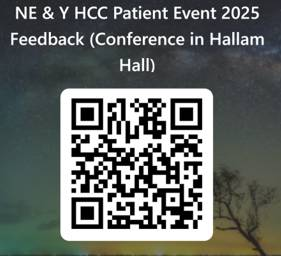 NE & Y HCC Patient Event 2025
Feedback (Conference in Hallam
Hall)